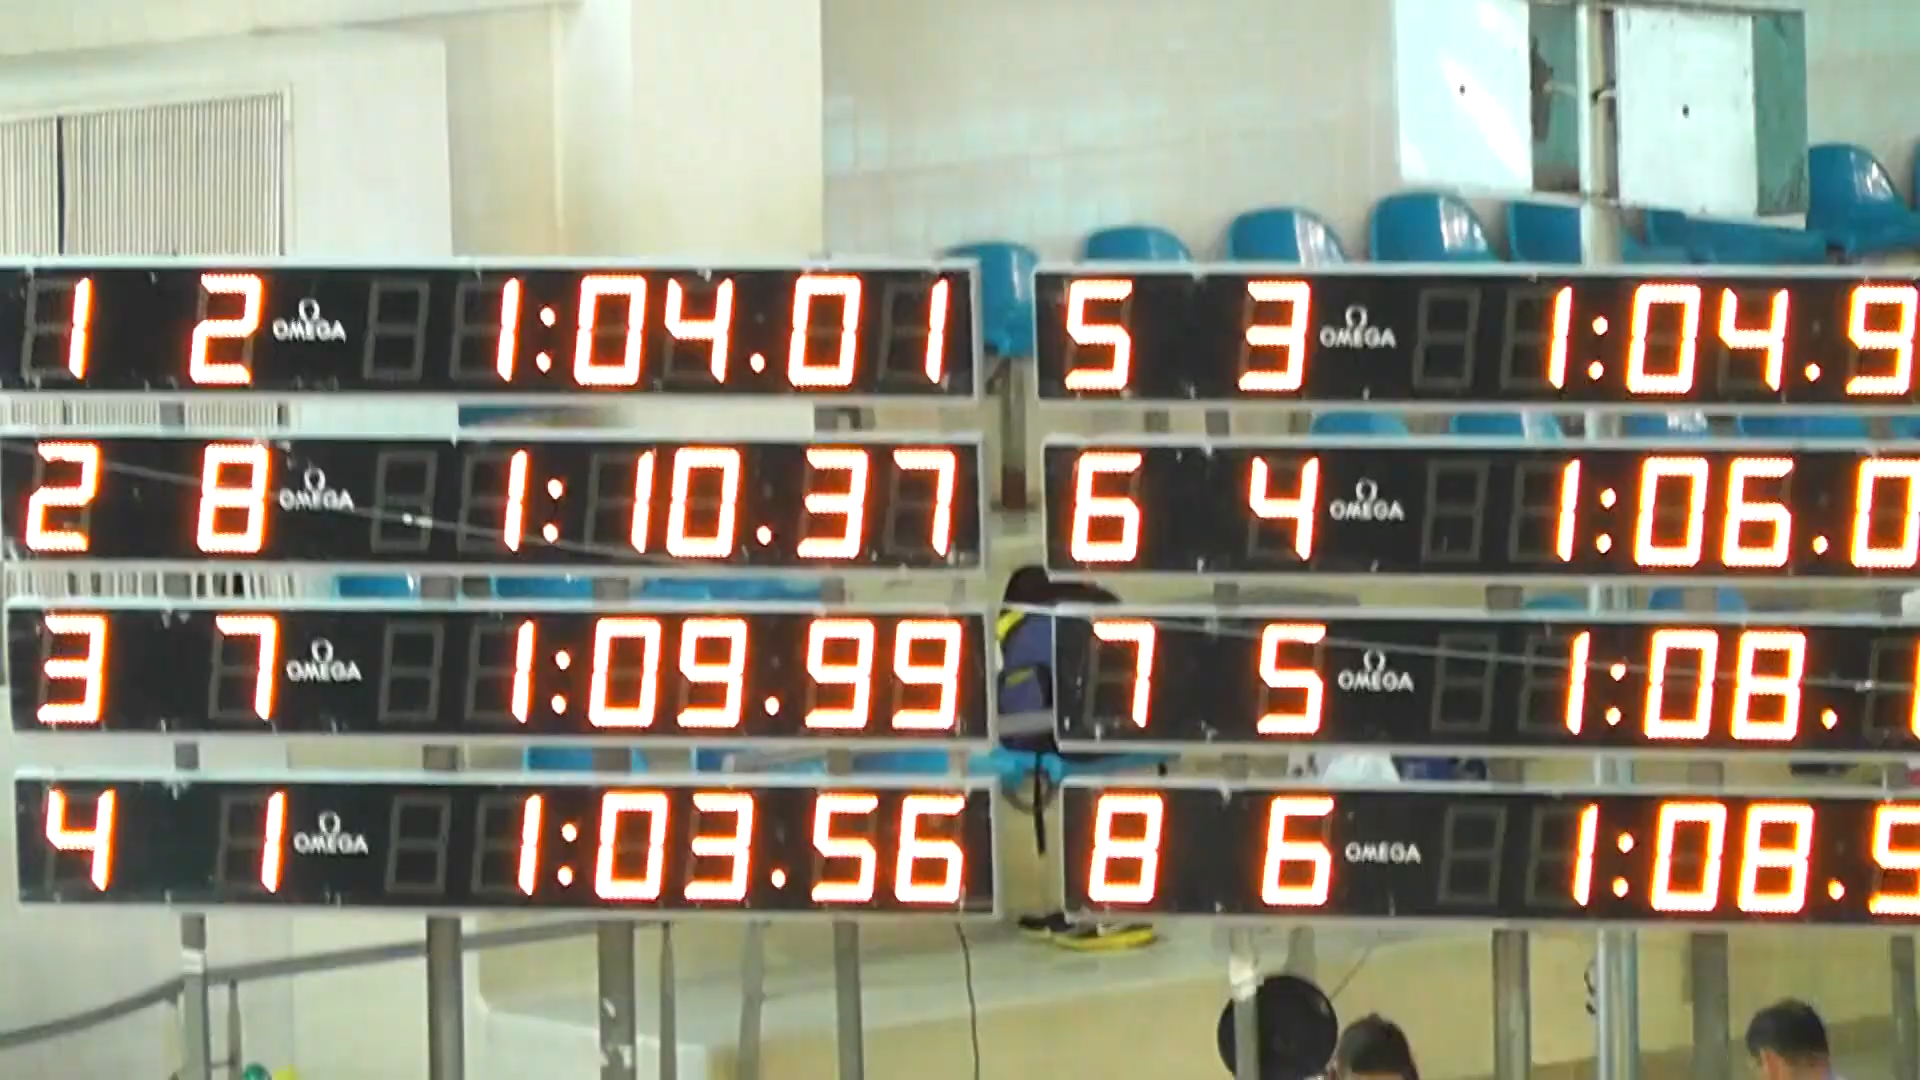 1 2 OMEGA 1:04.01
2 8 OMEGA 1:10.37
3 7 OMEGA 1:09.99
4 1 OMEGA 1:03.56
5 3 OMEGA 1:04.9
6 4 OMEGA 1:06.0
7 5 OMEGA 1:08.
8 6 OMEGA 1:08.5